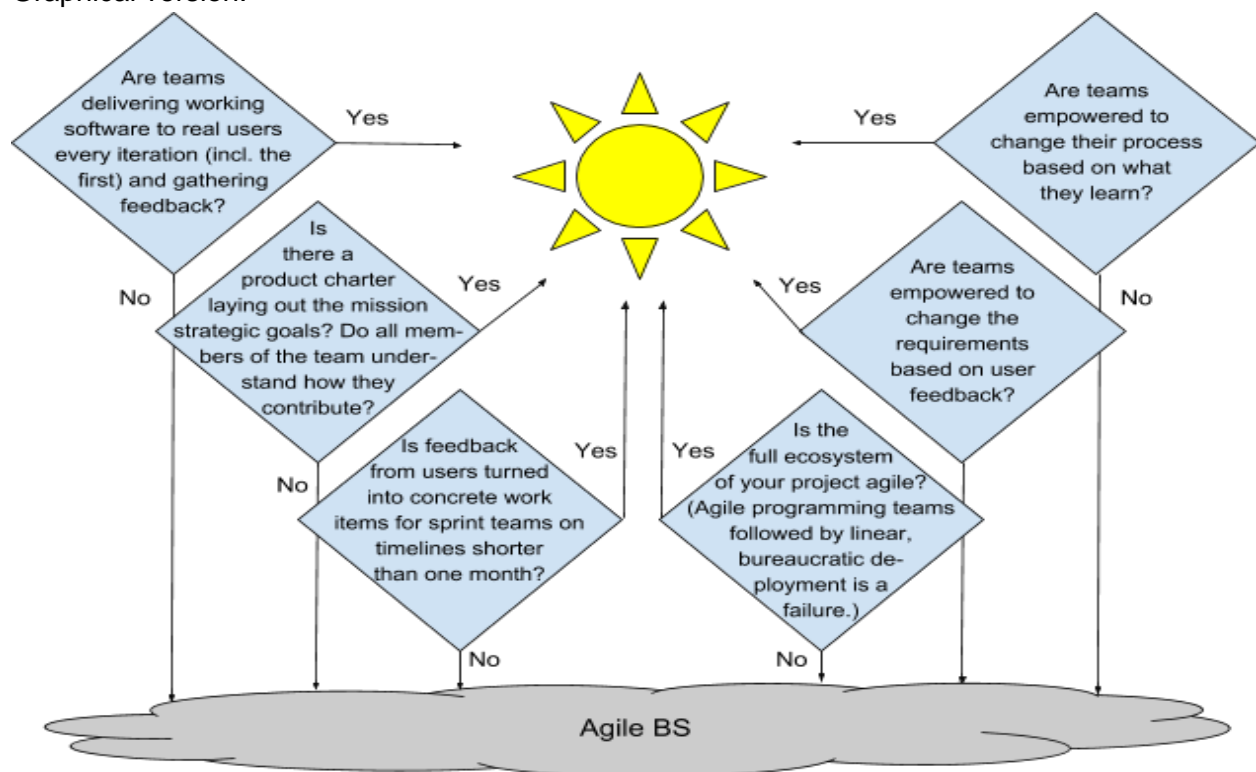 Graphical version:
Are teams
delivering working
software to real users
every iteration (incl. the
first) and gathering
feedback?
Yes
No
Is
there a
product charter
laying out the mission
strategic goals? Do all mem-
bers of the team under-
stand how they
contribute?
Yes
No
Is feedback
from users turned
into concrete work
items for sprint teams on
timelines shorter
than one month?
Yes
No
Are teams
empowered to
change their process
based on what
they learn?
Yes
No
Are teams
empowered to
change the
requirements
based on user
feedback?
Yes
Is the
full ecosystem
of your project agile?
(Agile programming teams
followed by linear,
bureaucratic de-
ployment is a
failure.)
Yes
No
Agile BS